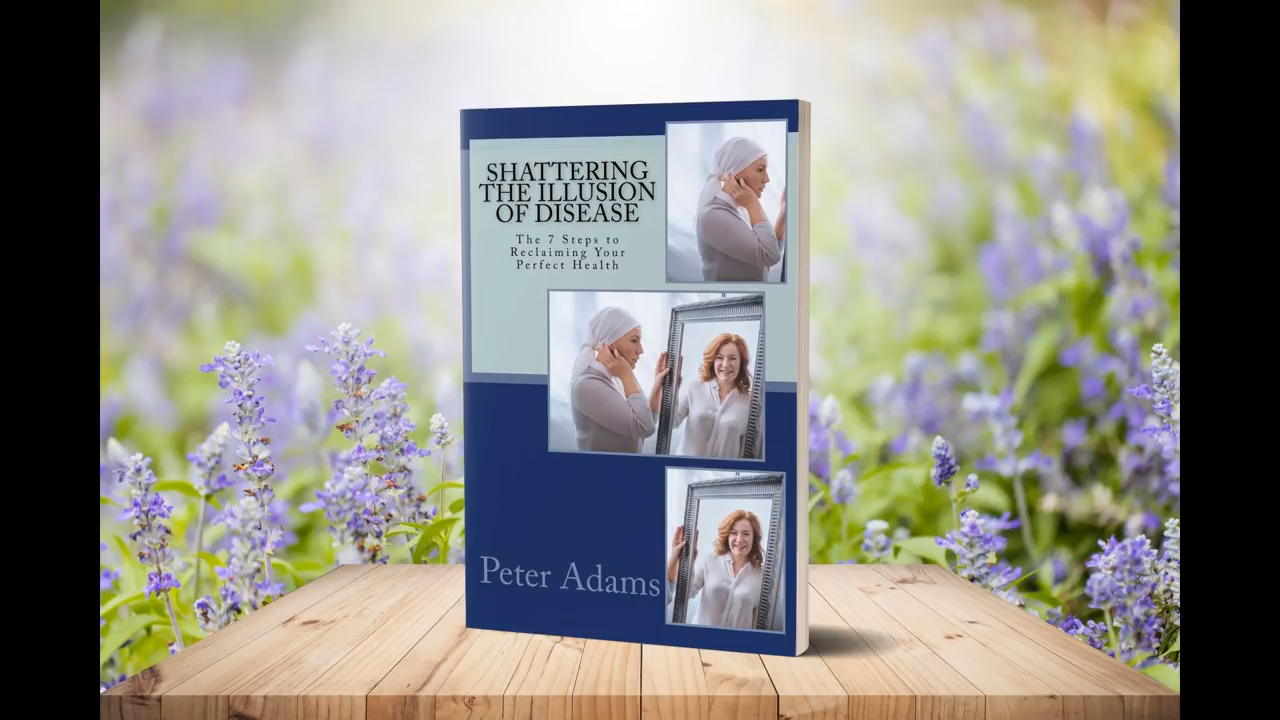 SHATTERING
THE ILLUSION
OF DISEASE
The 7 Steps to
Reclaiming Your
Perfect Health
Peter Adams